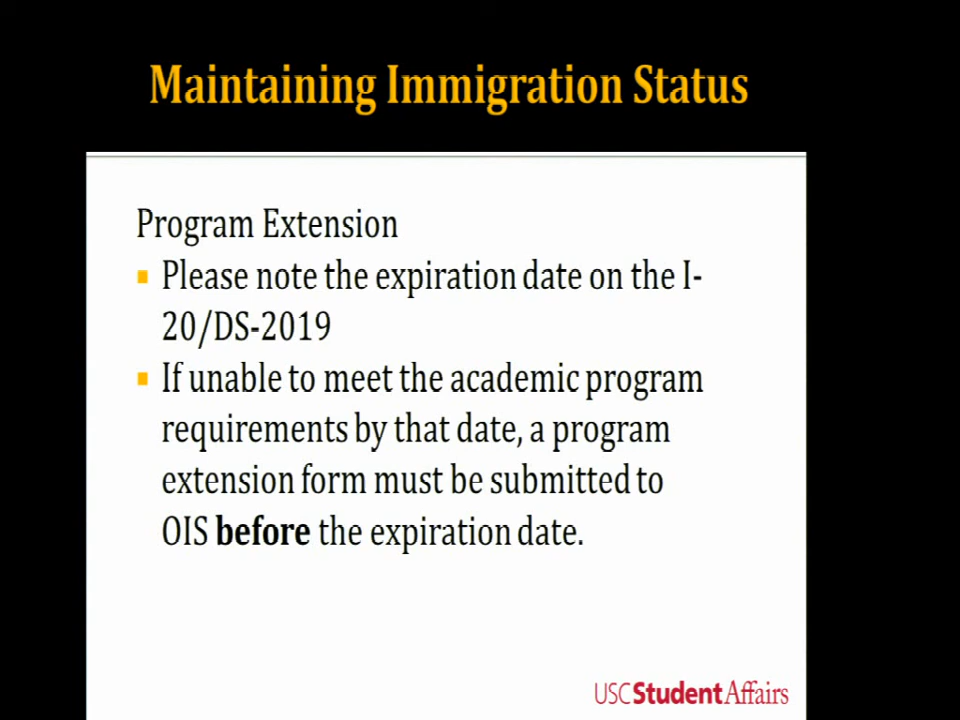 Maintaining Immigration Status
Program Extension
▪ Please note the expiration date on the I-
20/DS-2019
▪ If unable to meet the academic program
requirements by that date, a program
extension form must be submitted to
OIS before the expiration date.
USCStudentAffairs